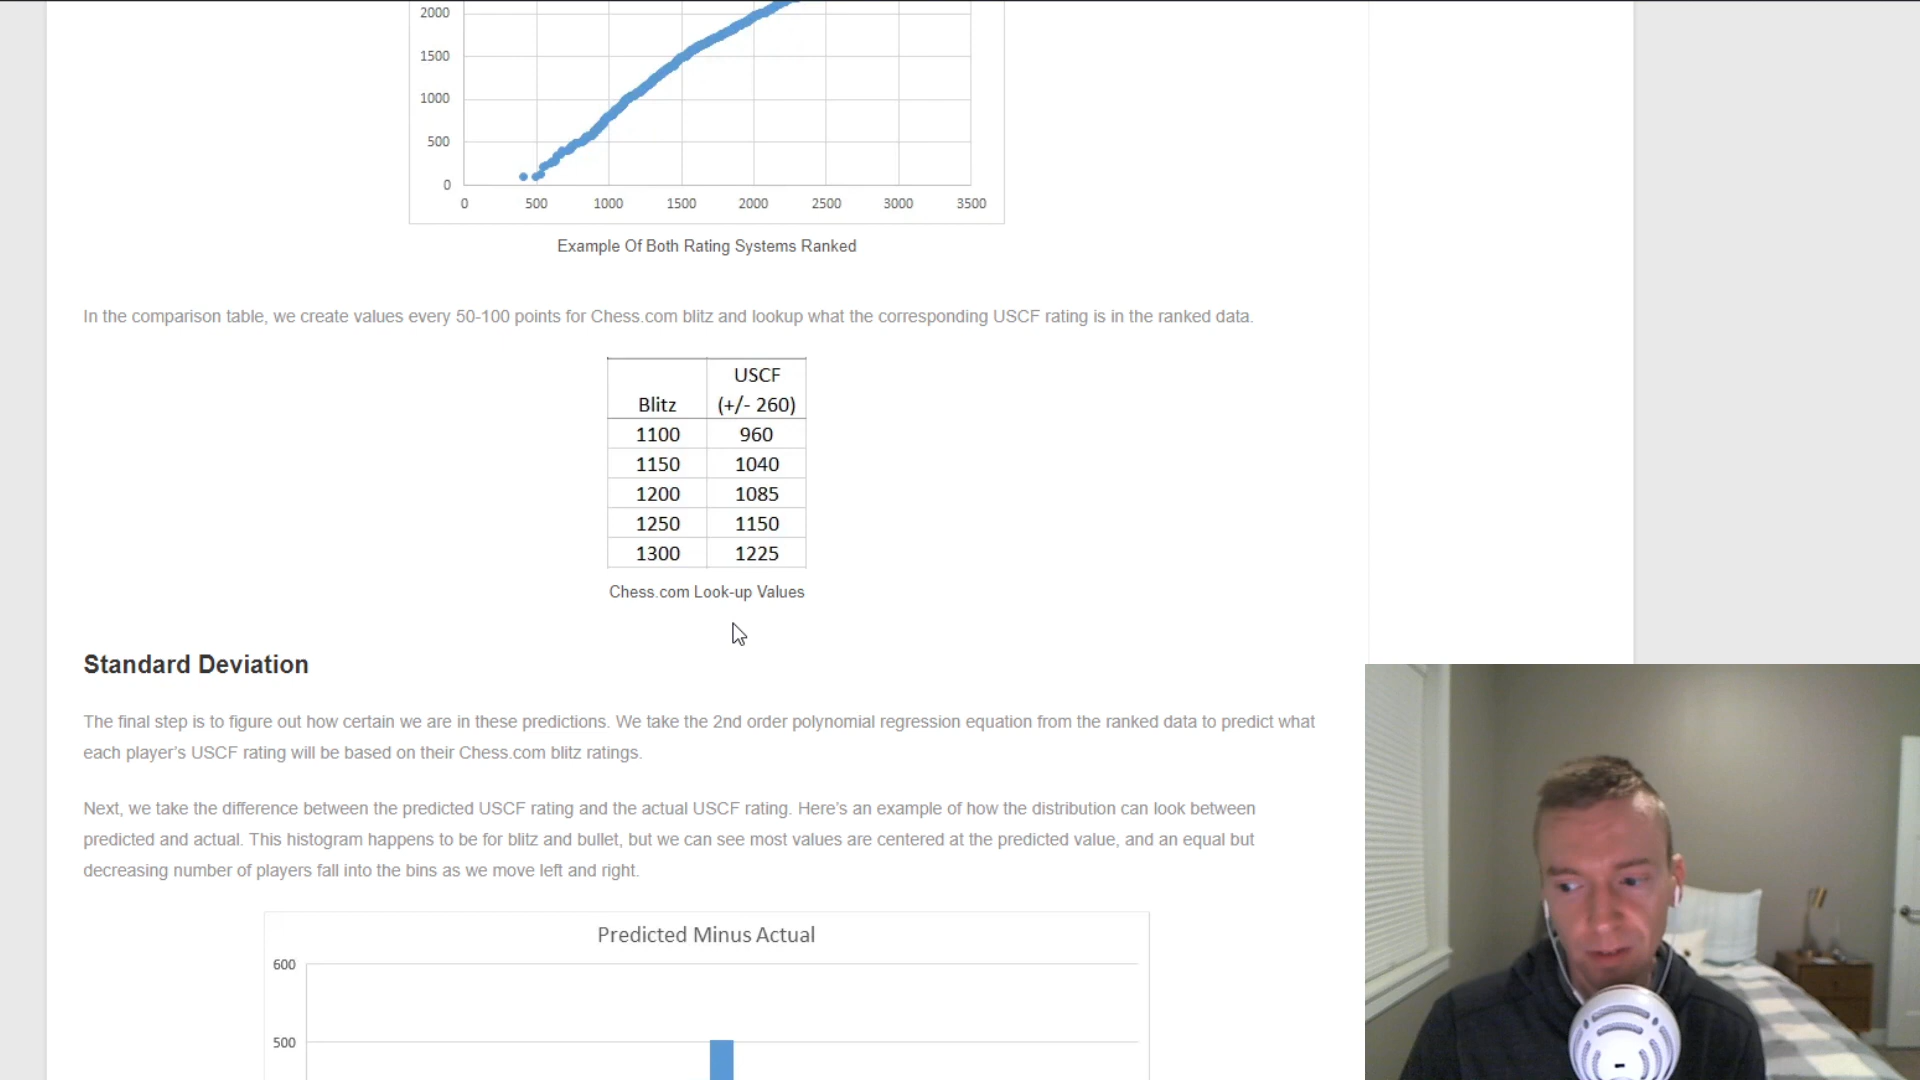 2000
1500
1000
500
0
0 500 1000 1500 2000 2500 3000 3500
Example Of Both Rating Systems Ranked
In the comparison table, we create values every 50-100 points for Chess.com blitz and lookup what the corresponding USCF rating is in the ranked data.
Blitz USCF (+/- 260)
1100 960
1150 1040
1200 1085
1250 1150
1300 1225
Chess.com Look-up Values
Standard Deviation
The final step is to figure out how certain we are in these predictions. We take the 2nd order polynomial regression equation from the ranked data to predict what
each player’s USCF rating will be based on their Chess.com blitz ratings.
Next, we take the difference between the predicted USCF rating and the actual USCF rating. Here’s an example of how the distribution can look between
predicted and actual. This histogram happens to be for blitz and bullet, but we can see most values are centered at the predicted value, and an equal but
decreasing number of players fall into the bins as we move left and right.
Predicted Minus Actual
600
500